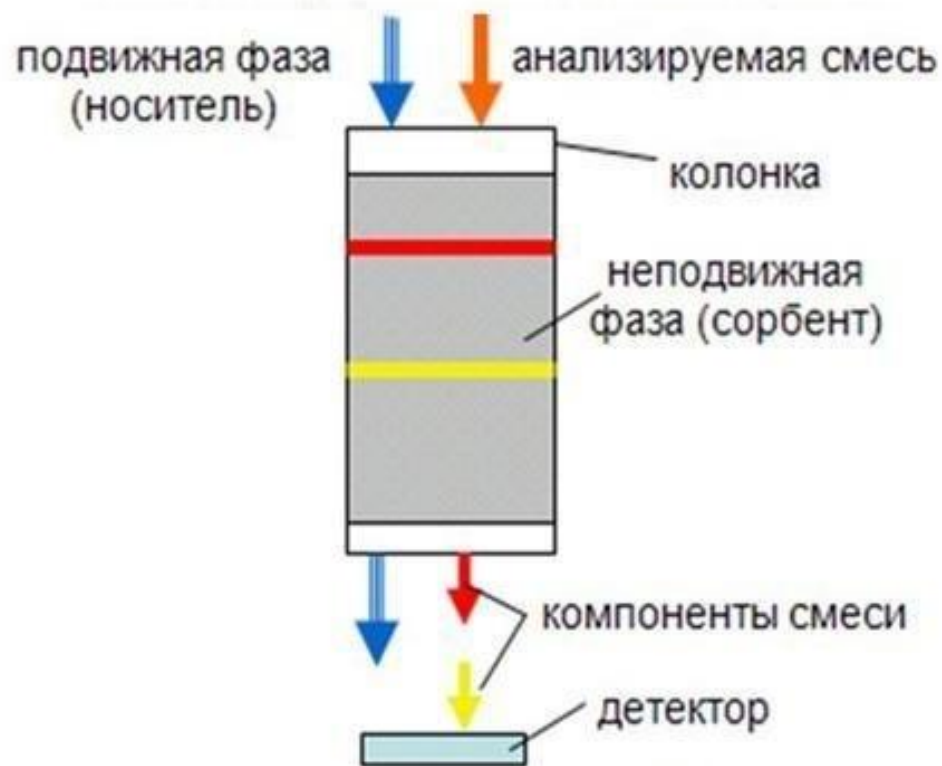 подвижная фаза
(носитель)
анализируемая смесь
колонка
неподвижная
фаза (сорбент)
компоненты смеси
детектор